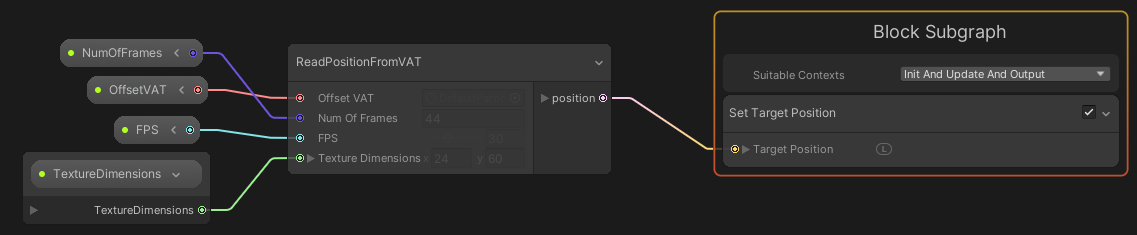 NumOfFrames
OffsetVAT
FPS
TextureDimensions
TextureDimensions
ReadPositionFromVAT
Offset VAT
Num Of Frames 44
FPS 30
Texture Dimensions x 24 y 60
position
Block Subgraph
Suitable Contexts Init And Update And Output
Set Target Position
Target Position L